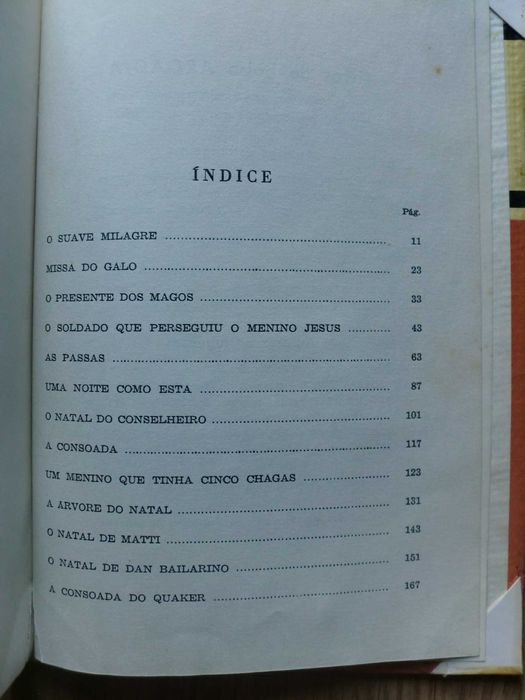 ÍNDICE
Pág.
O SUAVE MILAGRE 11
MISSA DO GALO 23
O PRESENTE DOS MAGOS 33
O SOLDADO QUE PERSEGUIU O MENINO JESUS 43
AS PASSAS 63
UMA NOITE COMO ESTA 87
O NATAL DO CONSELHEIRO 101
A CONSOADA 117
UM MENINO QUE TINHA CINCO CHAGAS 123
A ARVORE DO NATAL 131
O NATAL DE MATTI 143
O NATAL DE DAN BAILARINO 151
A CONSOADA DO QUAKER 167